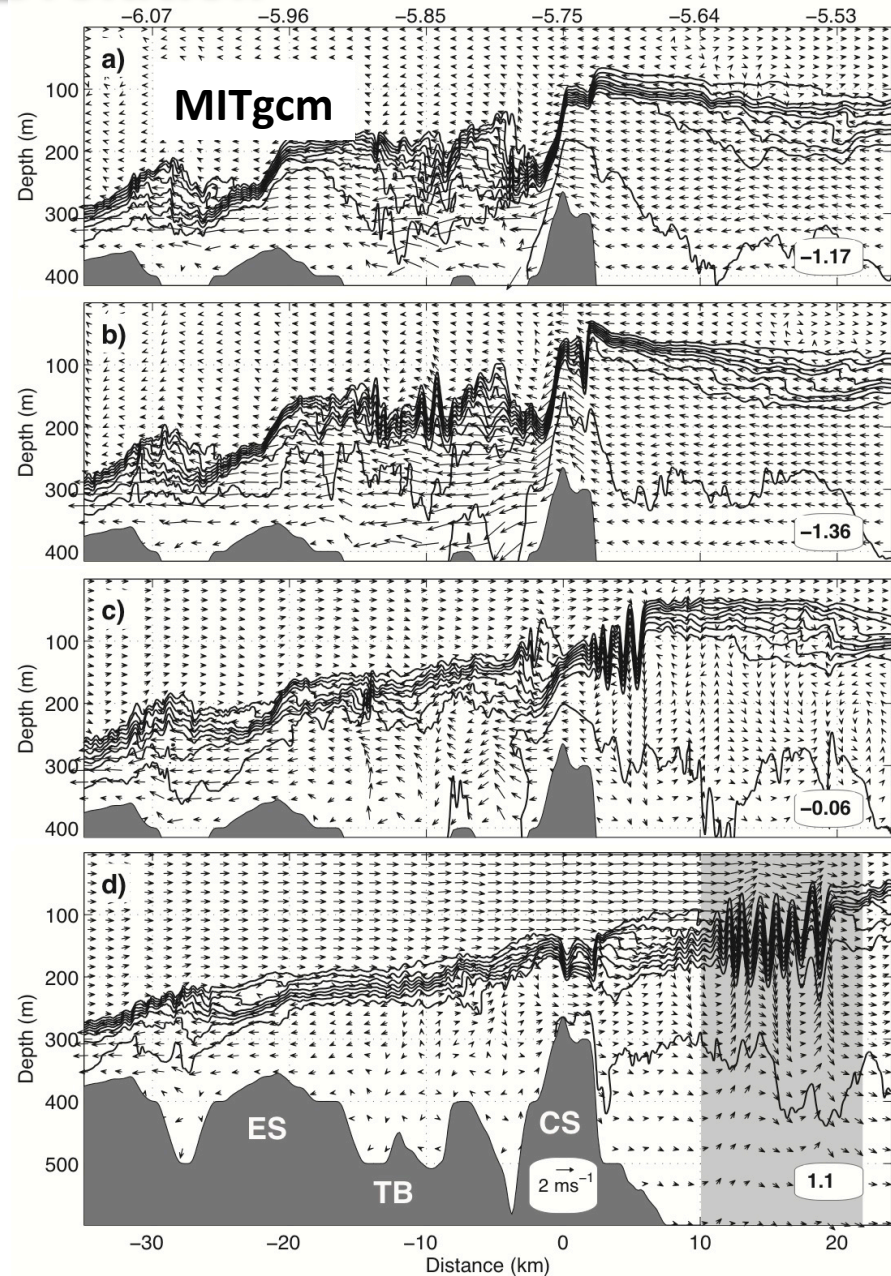 −6.07 −5.96 −5.85 −5.75 −5.64 −5.53
a)
MITgcm
100
200
300
400
Depth (m)
−1.17
b)
100
200
300
400
Depth (m)
−1.36
c)
100
200
300
400
Depth (m)
−0.06
d)
100
200
300
400
500
Depth (m)
ES
CS
TB
2 ms−1
1.1
−30 −20 −10 0 10 20
Distance (km)